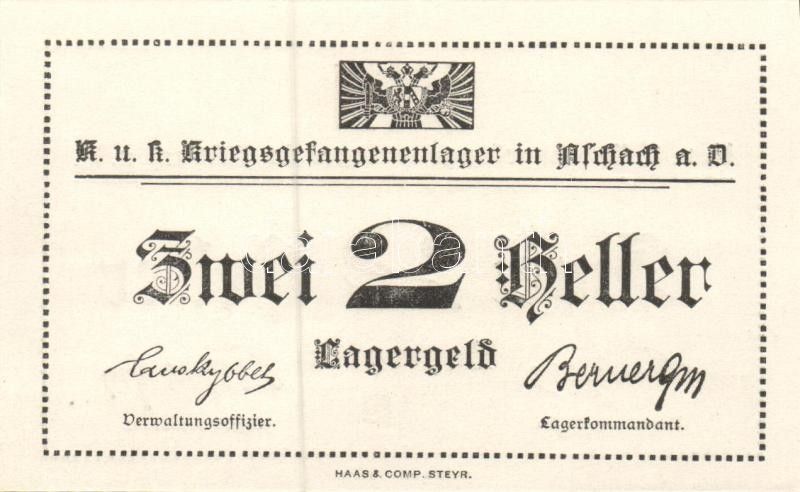 K. u. k. Kriegsgefangenenlager in Aschach a. D.
Zwei 2 Heller
Lagergeld
Verwaltungsoffizier. Lagerkommandant.
HAAS & COMP. STEYR.